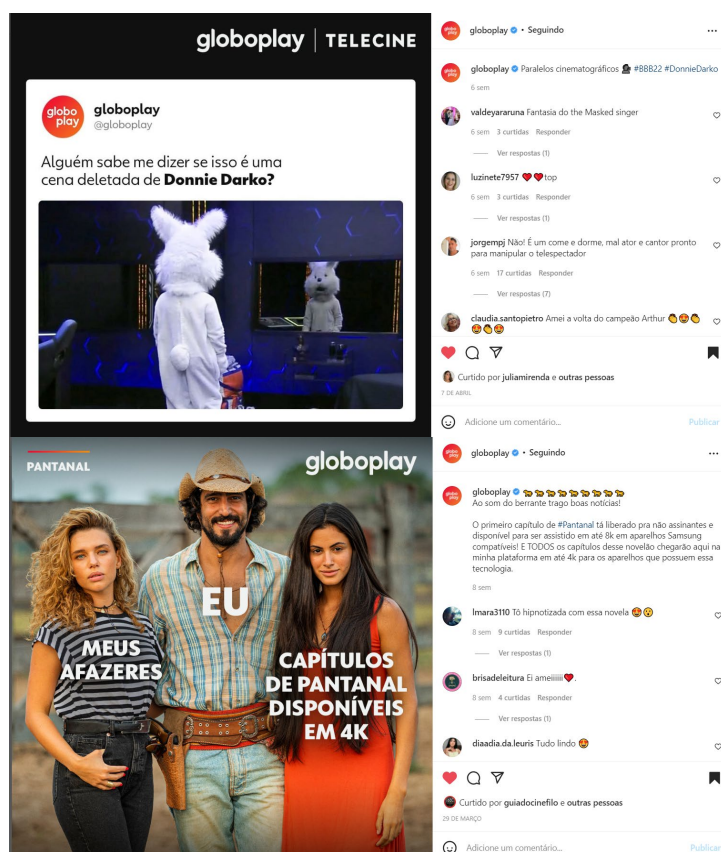 globoplay | TELECINE
globo
play
globoplay
@globoplay
Alguém sabe me dizer se isso é uma
cena deletada de Donnie Darko?
globoplay • Seguindo
globoplay Paralelos cinematográficos #BBB22 #DonnieDarko
6 sem
valdeyararuna Fantasia do the Masked singer
6 sem 3 curtidas Responder
Ver respostas (1)
luzinete7957 ❤❤top
6 sem 3 curtidas Responder
Ver respostas (1)
jorgempj Não! É um come e dorme, mal ator e cantor pronto
para manipular o telespectador
6 sem 17 curtidas Responder
Ver respostas (7)
claudia.santopietro Amei a volta do campeão Arthur 👏😍👏
😍👏😍
Curtido por juliamirenda e outras pessoas
7 DE ABRIL
Adicione um comentário...
Publicar
PANTANAL
globoplay
MEUS
AFAZERES
EU
CAPÍTULOS
DE PANTANAL
DISPONÍVEIS
EM 4K
globoplay • Seguindo
globoplay 🐆🐆🐆🐆🐆🐆🐆🐆🐆
Ao som do berrante trago boas notícias!
O primeiro capítulo de #Pantanal tá liberado pra não assinantes e
disponível para ser assistido em até 8k em aparelhos Samsung
compatíveis! E TODOS os capítulos desse novelão chegarão aqui na
minha plataforma em até 4k para os aparelhos que possuem essa
tecnologia.
8 sem
lmara3110 Tô hipnotizada com essa novela 😍😮
8 sem 9 curtidas Responder
Ver respostas (1)
brisadeleitura Ei ameiiiiii❤.
8 sem 4 curtidas Responder
Ver respostas (1)
diaadia.da.leuris Tudo lindo 😍
Curtido por guiadocinefilo e outras pessoas
29 DE MARÇO
Adicione um comentário...
Publicar